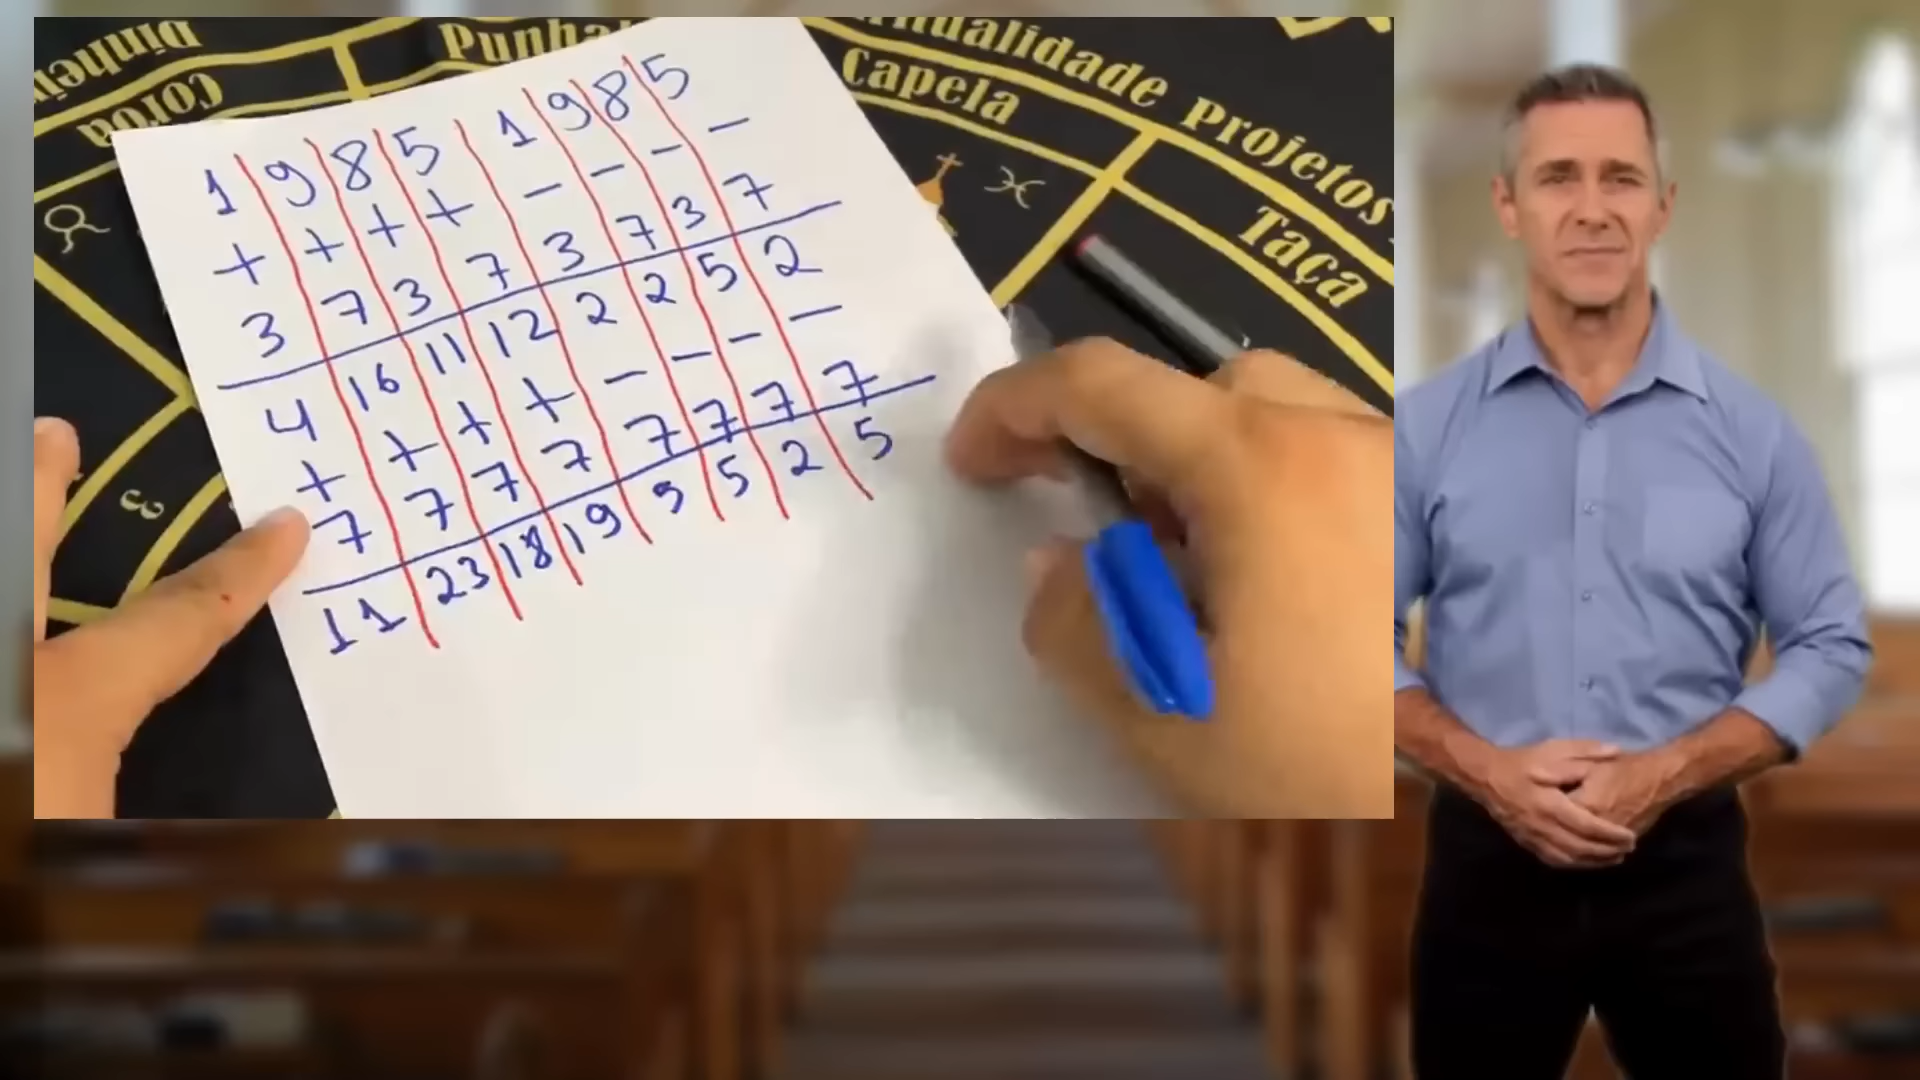 Dinhei
Coroa
Punha
itualidade
Projetos
Capela
Taça
1 9 8 5 1 9 8 5
+ + + + - - - -
3 7 3 7 3 7 3 7
4 16 11 12 2 2 5 2
+ + + + - - - -
7 7 7 7 7 7 7 7
11 23 18 19 5 5 2 5